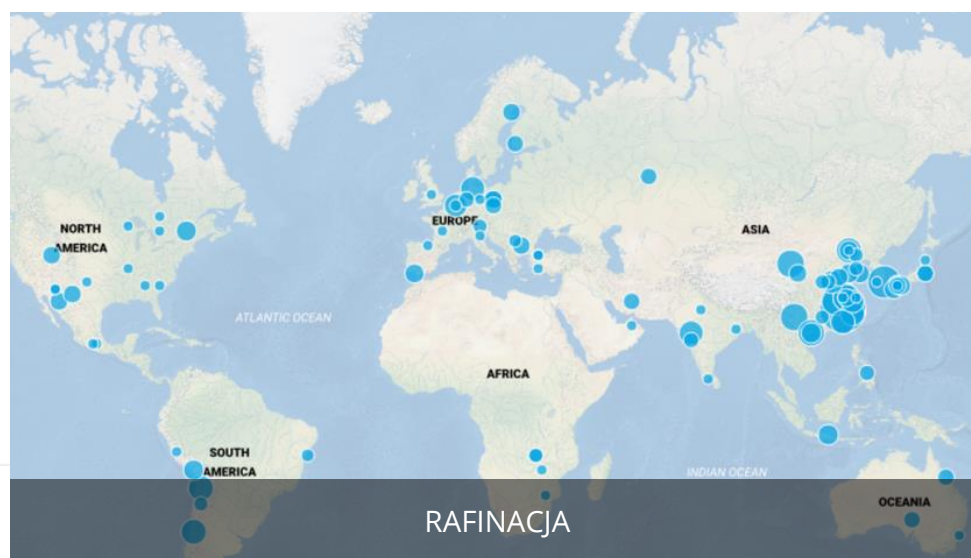 NORTH
AMERICA
EUROPE
ASIA
ATLANTIC OCEAN
AFRICA
SOUTH
AMERICA
INDIAN OCEAN
OCEANIA
RAFINACJA